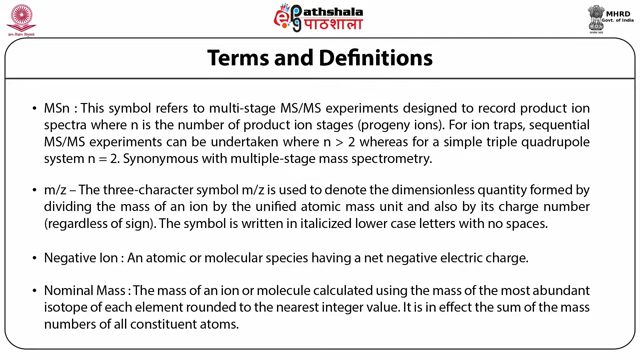 Pathshala
पाठशाला
MHRD
Govt. of India
Terms and Definitions
• MSn : This symbol refers to multi-stage MS/MS experiments designed to record product ion
spectra where n is the number of product ion stages (progeny ions). For ion traps, sequential
MS/MS experiments can be undertaken where n > 2 whereas for a simple triple quadrupole
system n = 2. Synonymous with multiple-stage mass spectrometry.
• m/z – The three-character symbol m/z is used to denote the dimensionless quantity formed by
dividing the mass of an ion by the unified atomic mass unit and also by its charge number
(regardless of sign). The symbol is written in italicized lower case letters with no spaces.
• Negative Ion : An atomic or molecular species having a net negative electric charge.
• Nominal Mass : The mass of an ion or molecule calculated using the mass of the most abundant
isotope of each element rounded to the nearest integer value. It is in effect the sum of the mass
numbers of all constituent atoms.